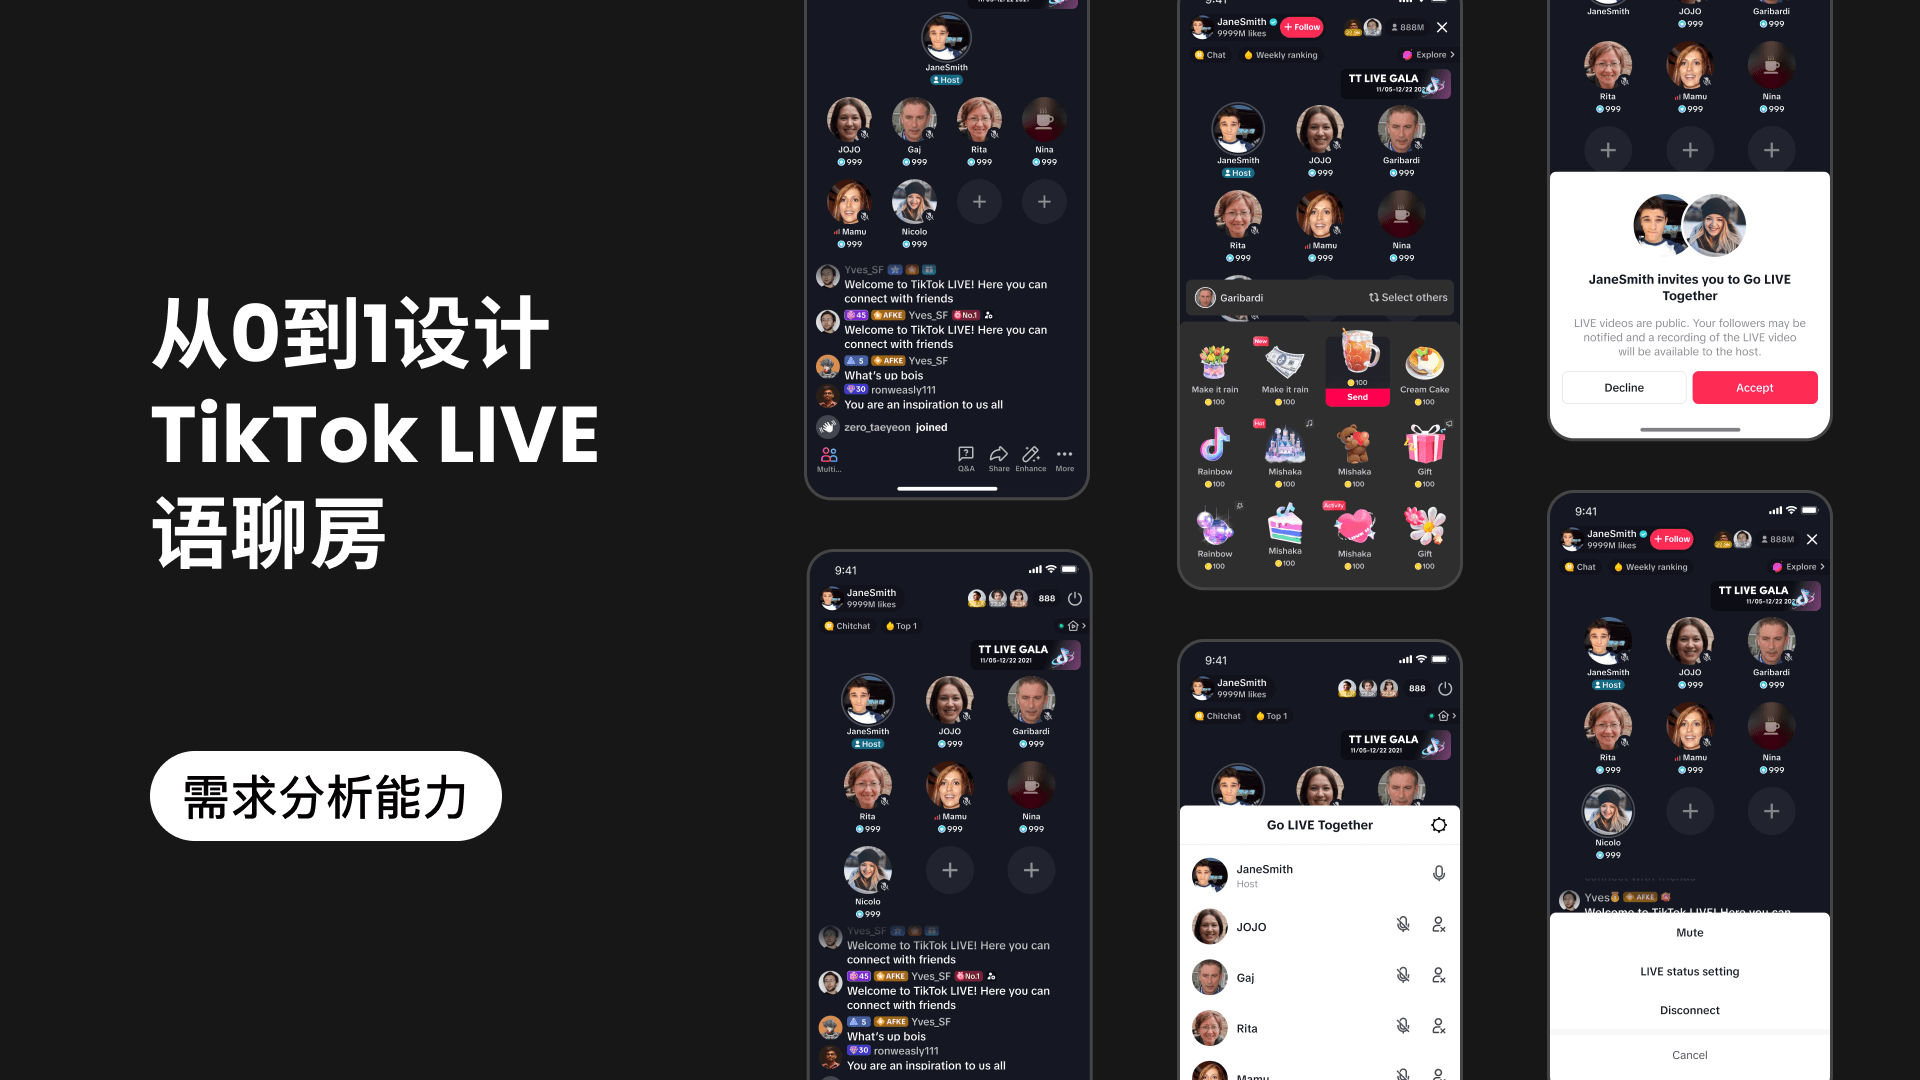 从0到1设计
TikTok LIVE
语聊房
需求分析能力
JaneSmith
Host
JOJO
Gaj
Rita
Nina
999
999
999
999
Mamu
Nicolo
999
999
Yves_SF
Welcome to TikTok LIVE! Here you can
connect with friends
45 AFKE Yves_SF No.1
Welcome to TikTok LIVE! Here you can
connect with friends
5 AFKE Yves_SF
What's up bois
30 ronweasly111
You are an inspiration to us all
zero_taeyeon joined
Multi...
Q&A
Share
Enhance
More
9:41
JaneSmith
9999M likes
888
Chitchat
Top 1
TT LIVE GALA
11/05-12/22 2021
JaneSmith
JOJO
Garibardi
Host
999
999
Rita
Mamu
Nina
999
999
999
Nicolo
999
Yves_SF
Welcome to TikTok LIVE! Here you can
connect with friends
45 AFKE Yves_SF No.1
Welcome to TikTok LIVE! Here you can
connect with friends
5 AFKE Yves_SF
What's up bois
30 ronweasly111
You are an inspiration to us all
JaneSmith
Follow
9999M likes
888M
Chat
Weekly ranking
Explore
TT LIVE GALA
11/05-12/22 202
JaneSmith
JOJO
Garibardi
Host
999
999
Rita
Mamu
Nina
999
999
999
Garibardi
Select others
New
Make it rain
Make it rain
100
Cream Cake
100
100
Send
100
Hot
Rainbow
Mishaka
Mishaka
Gift
100
100
100
100
Activity
Rainbow
Mishaka
Mishaka
Gift
100
100
100
100
9:41
JaneSmith
9999M likes
888
Chitchat
Top 1
TT LIVE GALA
11/05-12/22 2021
Go LIVE Together
JaneSmith
Host
JOJO
Gaj
Rita
Mamu
JaneSmith
JOJO
Garibardi
999
999
Rita
Mamu
Nina
999
999
999
JaneSmith invites you to Go LIVE
Together
LIVE videos are public. Your followers may be
notified and a recording of the LIVE video
will be available to the host.
Decline
Accept
9:41
JaneSmith
Follow
9999M likes
888M
Chat
Weekly ranking
Explore
TT LIVE GALA
11/05-12/22 202
JaneSmith
JOJO
Garibardi
Host
999
999
Rita
Mamu
Nina
999
999
999
Nicolo
999
Yves AFKE
Welcome to TikTok LIVE! Here you can
Mute
LIVE status setting
Disconnect
Cancel